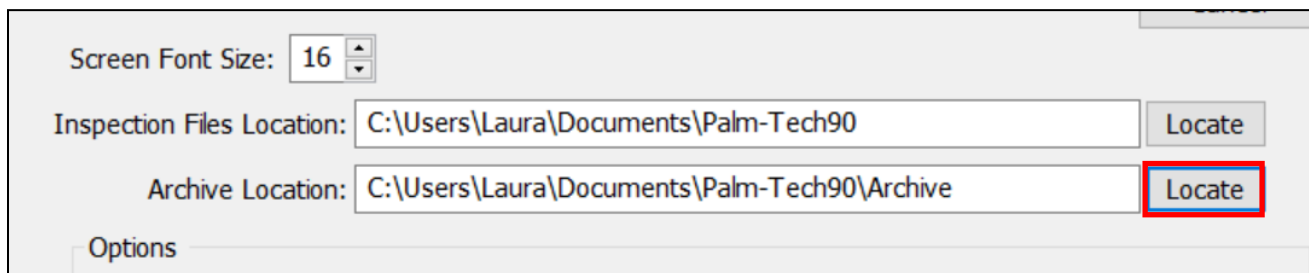 Screen Font Size: 16
Inspection Files Location: C:\Users\Laura\Documents\Palm-Tech90 Locate
Archive Location: C:\Users\Laura\Documents\Palm-Tech90\Archive Locate
Options